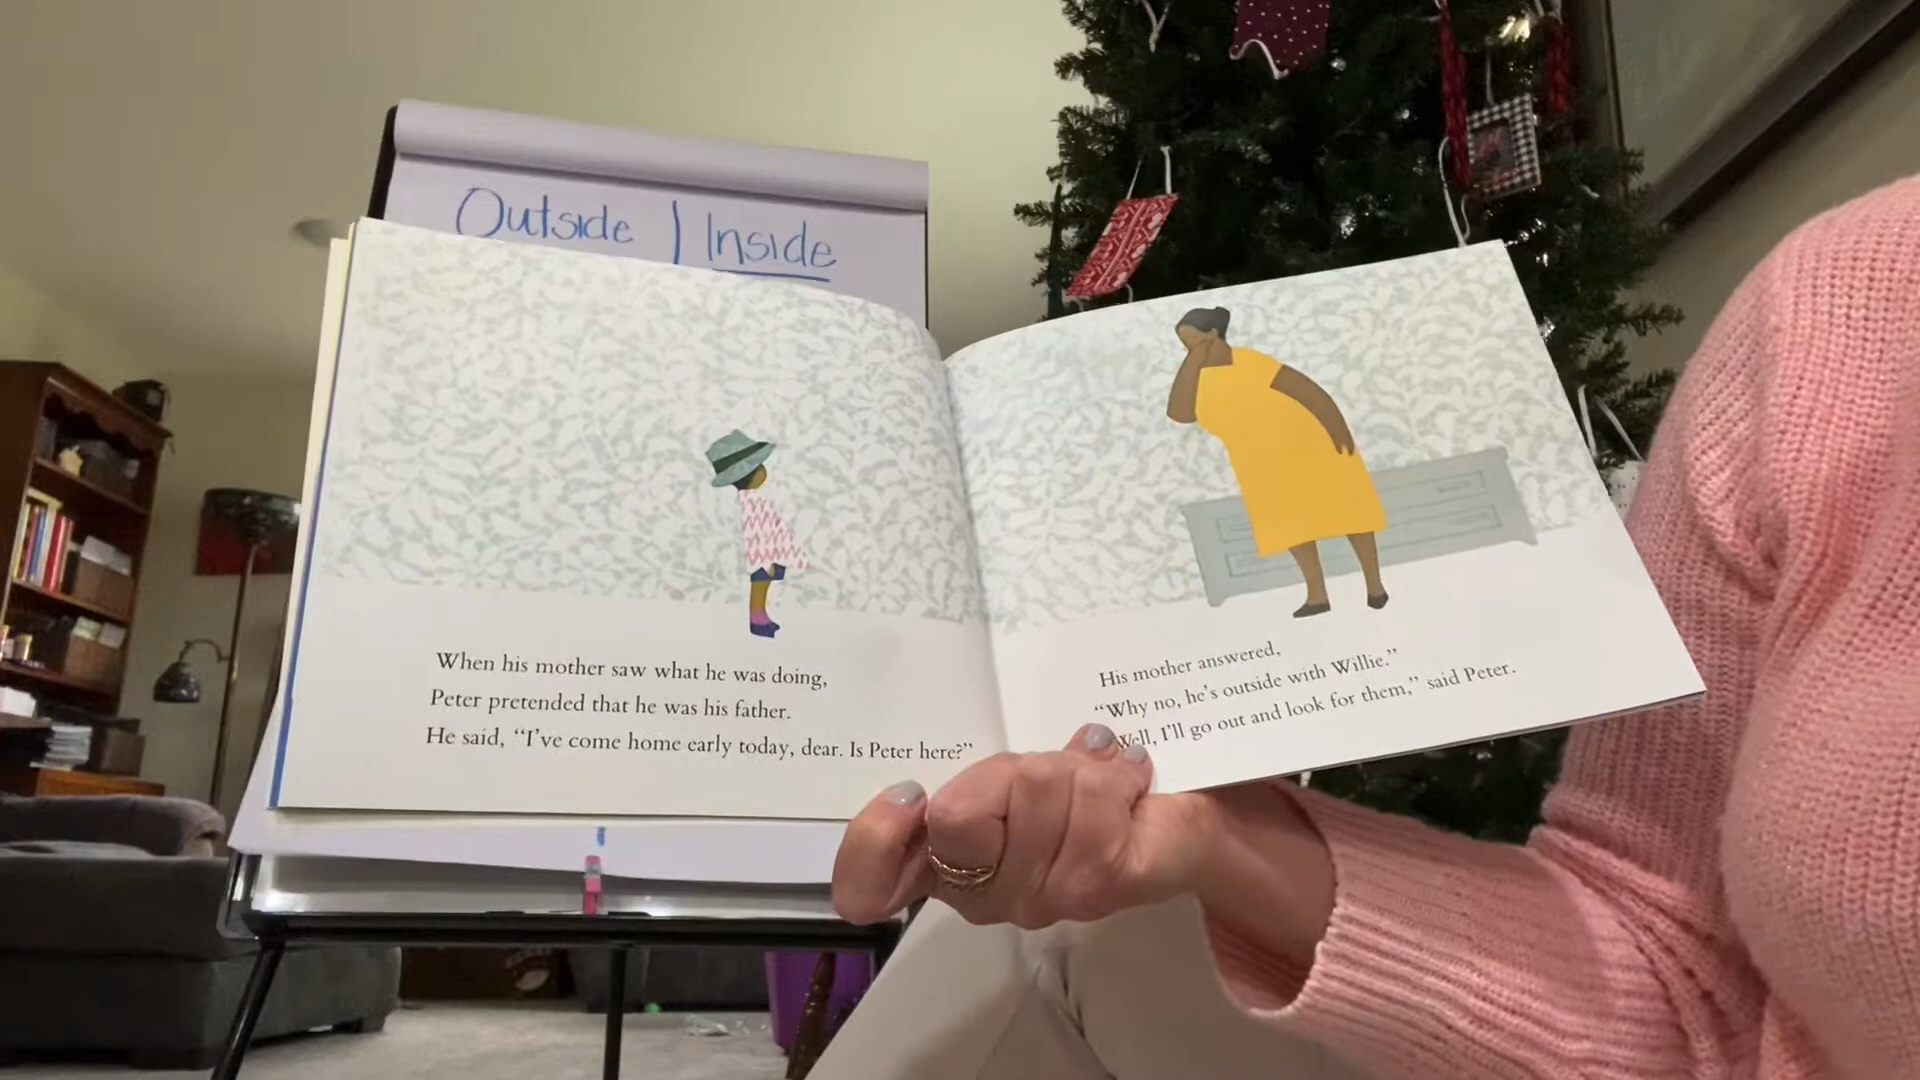 Outside | Inside
When his mother saw what he was doing,
Peter pretended that he was his father.
He said, “I’ve come home early today, dear. Is Peter here?”
His mother answered,
“Why no, he’s outside with Willie.”
Well, I’ll go out and look for them,” said Peter.